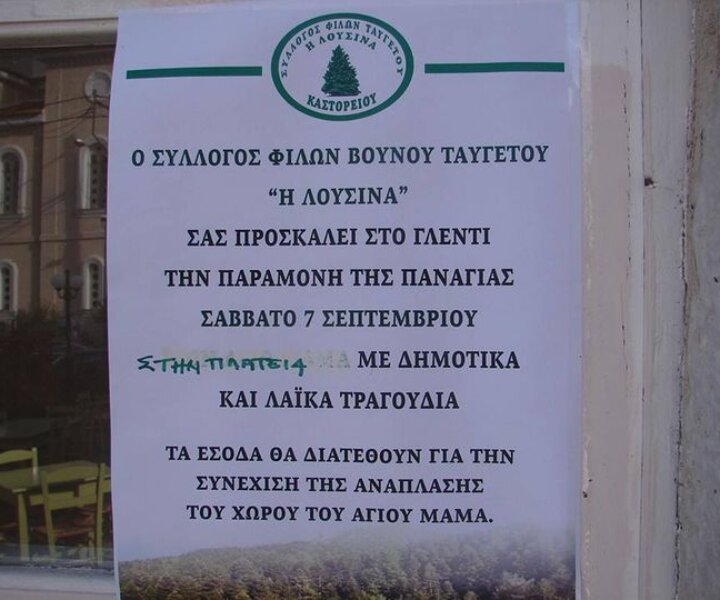 ΣΥΛΛΟΓΟΣ ΦΙΛΩΝ ΤΑΥΓΕΤΟΥ
Η ΛΟΥΣΙΝΑ
ΚΑΣΤΟΡΕΙΟΥ
Ο ΣΥΛΛΟΓΟΣ ΦΙΛΩΝ ΒΟΥΝΟΥ ΤΑΥΓΕΤΟΥ
“Η ΛΟΥΣΙΝΑ”
ΣΑΣ ΠΡΟΣΚΑΛΕΙ ΣΤΟ ΓΛΕΝΤΙ
ΤΗΝ ΠΑΡΑΜΟΝΗ ΤΗΣ ΠΑΝΑΓΙΑΣ
ΣΑΒΒΑΤΟ 7 ΣΕΠΤΕΜΒΡΙΟΥ
ΣΤΗΝ ΠΛΑΤΕΙΑ ΜΕ ΔΗΜΟΤΙΚΑ
ΚΑΙ ΛΑΪΚΑ ΤΡΑΓΟΥΔΙΑ
ΤΑ ΕΣΟΔΑ ΘΑ ΔΙΑΤΕΘΟΥΝ ΓΙΑ ΤΗΝ
ΣΥΝΕΧΙΣΗ ΤΗΣ ΑΝΑΠΛΑΣΗΣ
ΤΟΥ ΧΩΡΟΥ ΤΟΥ ΑΓΙΟΥ ΜΑΜΑ.